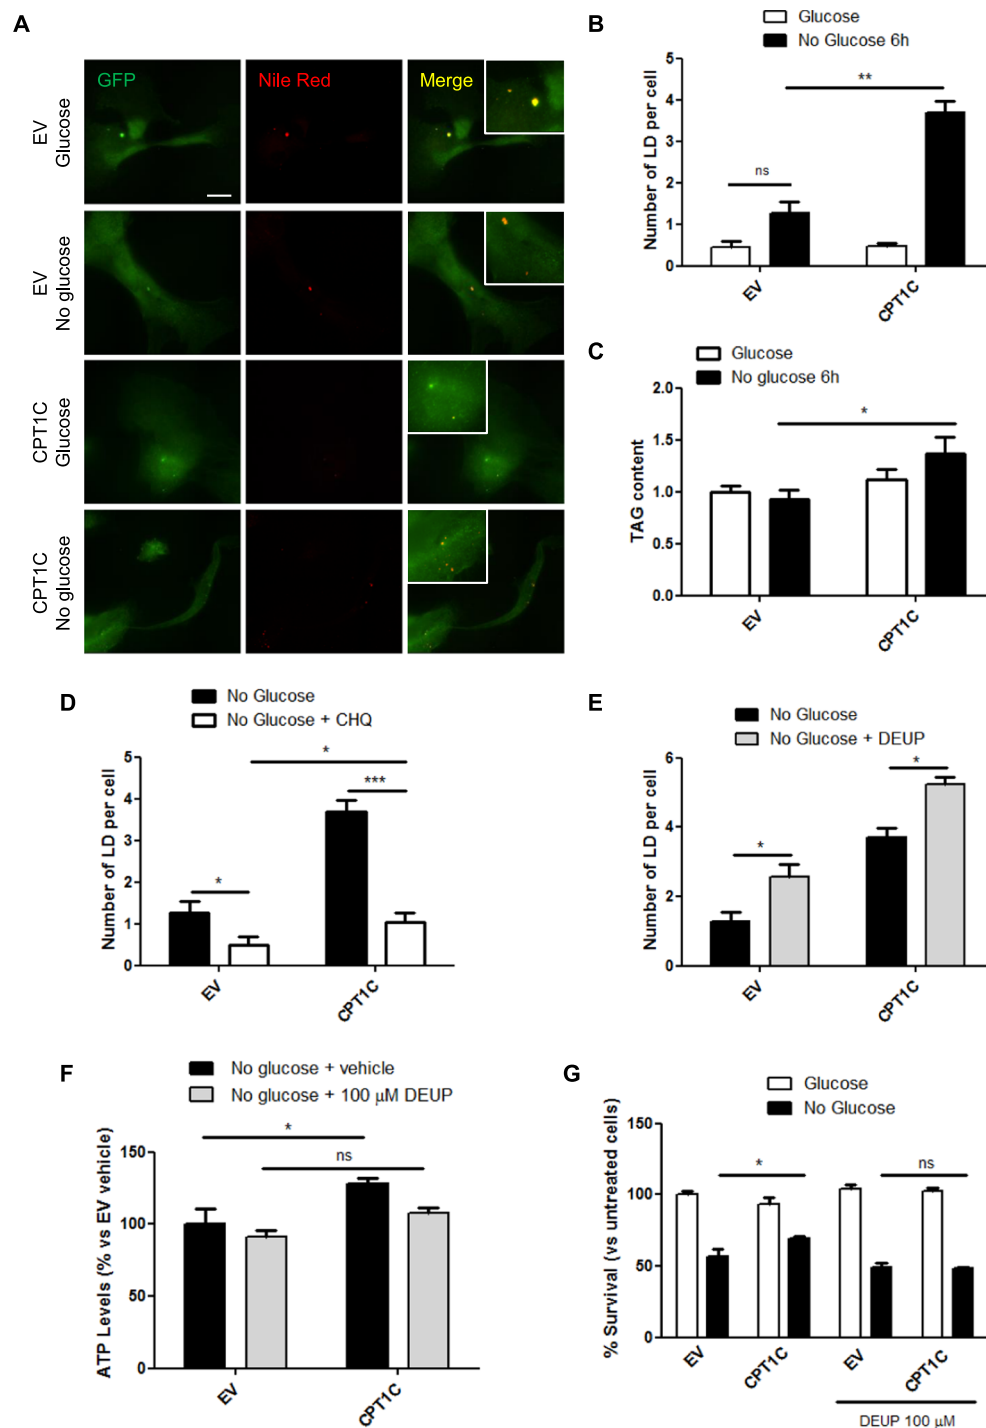 A
GFP
Nile Red
Merge
EV
Glucose
EV
No glucose
CPT1C
Glucose
CPT1C
No glucose
B
Glucose
No Glucose 6h
Number of LD per cell
5
4
3
2
1
0
ns
**
EV
CPT1C
C
Glucose
No glucose 6h
TAG content
2.0
1.5
1.0
0.5
0.0
*
EV
CPT1C
D
No Glucose
No Glucose + CHQ
Number of LD per cell
5
4
3
2
1
0
*
*
***
EV
CPT1C
E
No Glucose
No Glucose + DEUP
Number of LD per cell
6
4
2
0
*
*
EV
CPT1C
F
No glucose + vehicle
No glucose + 100 μM DEUP
ATP Levels (% vs EV vehicle)
150
100
50
0
*
ns
EV
CPT1C
G
Glucose
No Glucose
% Survival (vs untreated cells)
150
100
50
0
*
ns
EV
CPT1C
EV
CPT1C
DEUP 100 μM